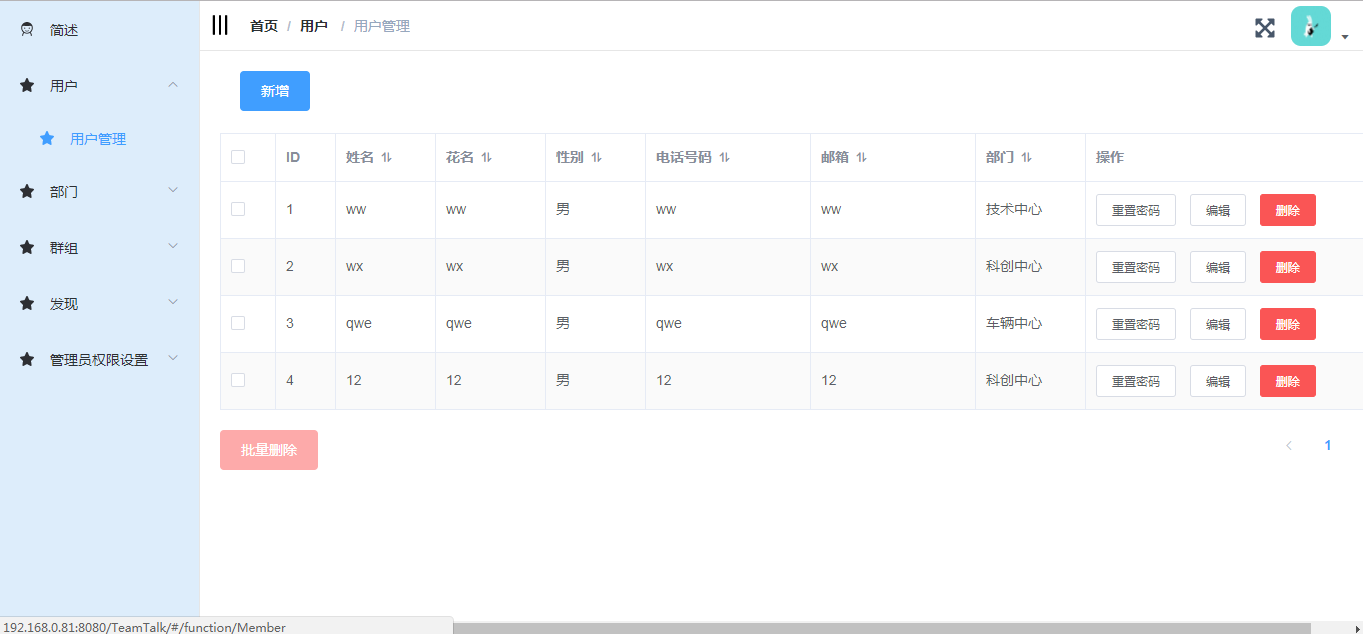 简述
用户
用户管理
部门
群组
发现
管理员权限设置
首页 / 用户 / 用户管理
新增
ID 姓名 花名 性别 电话号码 邮箱 部门 操作
1 ww ww 男 ww ww 技术中心 重置密码 编辑 删除
2 wx wx 男 wx wx 科创中心 重置密码 编辑 删除
3 qwe qwe 男 qwe qwe 车辆中心 重置密码 编辑 删除
4 12 12 男 12 12 科创中心 重置密码 编辑 删除
批量删除
1
192.168.0.81:8080/TeamTalk/#/function/Member